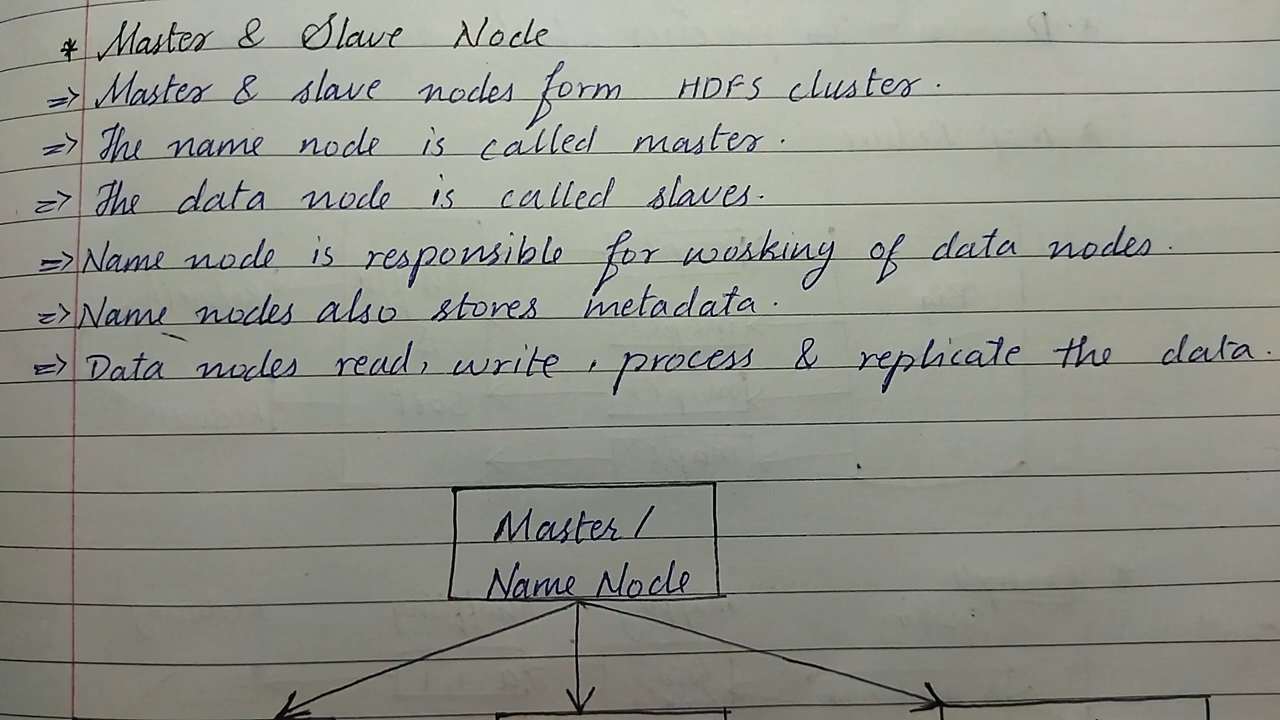 * Master & Slave Node
=> Master & slave nodes form HDFS cluster.
=> The name node is called master.
=> The data node is called slaves.
=> Name node is responsible for working of data nodes.
=> Name nodes also stores metadata.
=> Data nodes read, write, process & replicate the data.
Master /
Name Node